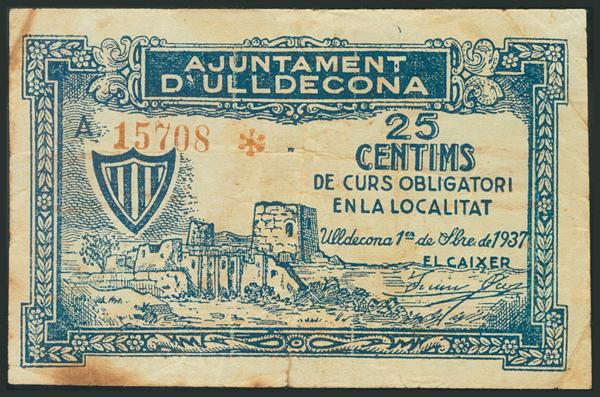 AJUNTAMENT
D'ULLDECONA
A 15708 *
25
CENTIMS
DE CURS OBLIGATORI
EN LA LOCALITAT
Ulldecona 1er de Sbre de 1937
EL CAIXER